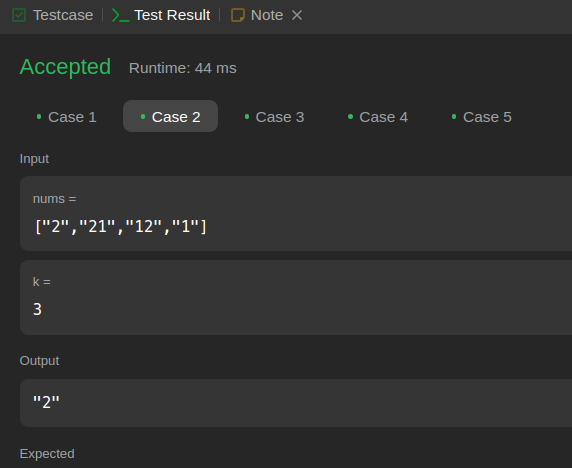 Testcase | >_ Test Result | Note ×
Accepted Runtime: 44 ms
• Case 1 • Case 2 • Case 3 • Case 4 • Case 5
Input
nums =
["2","21","12","1"]
k =
3
Output
"2"
Expected